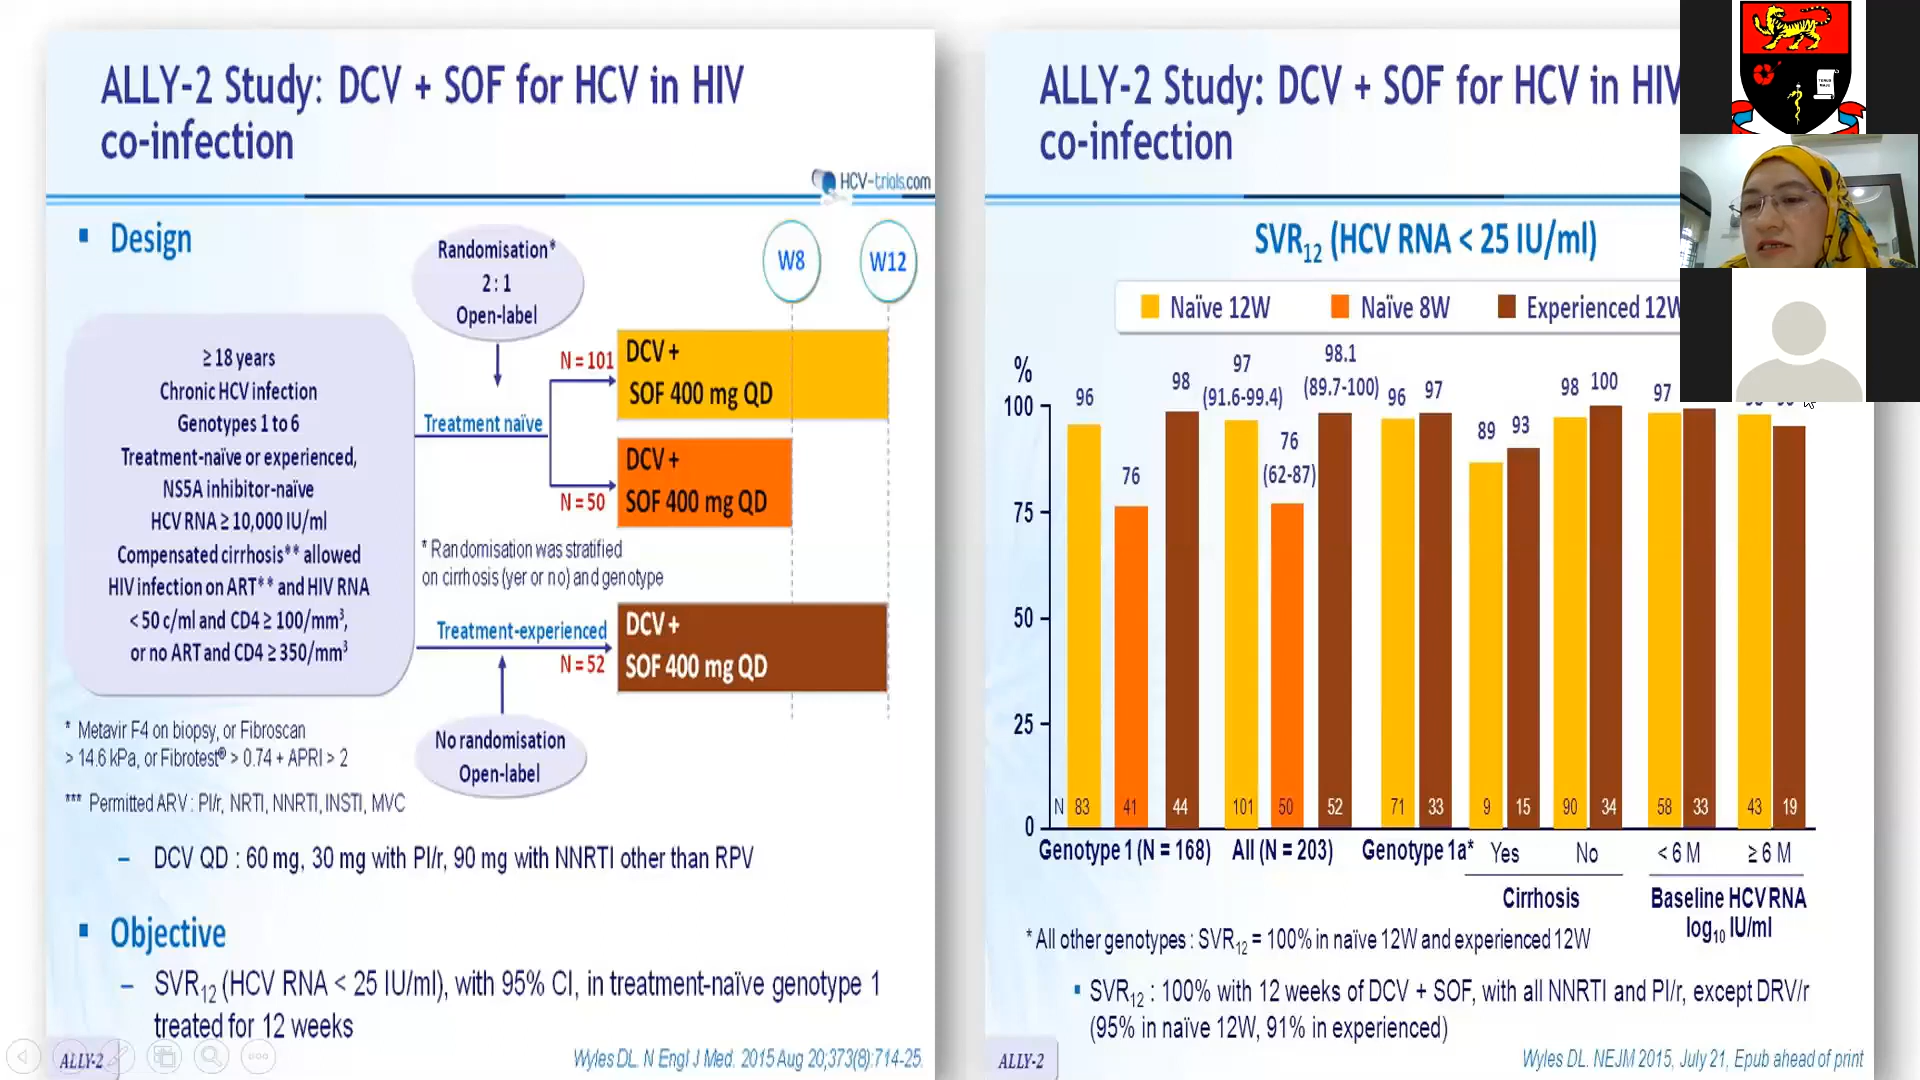 ALLY-2 Study: DCV + SOF for HCV in HIV
co-infection
HCV-trials.com
Design
Randomisation*
2 : 1
Open-label
W8
W12
≥ 18 years
Chronic HCV infection
Genotypes 1 to 6
Treatment-naïve or experienced,
NS5A inhibitor-naïve
HCV RNA ≥ 10,000 IU/ml
Compensated cirrhosis** allowed
HIV infection on ART** and HIV RNA
< 50 c/ml and CD4 ≥ 100/mm³,
or no ART and CD4 ≥ 350/mm³
Treatment naïve
N = 101
DCV +
SOF 400 mg QD
N = 50
DCV +
SOF 400 mg QD
* Randomisation was stratified
on cirrhosis (yer or no) and genotype
Treatment-experienced
N = 52
DCV +
SOF 400 mg QD
No randomisation
Open-label
* Metavir F4 on biopsy, or Fibroscan
> 14.6 kPa, or Fibrotest® > 0.74 + APRI > 2
*** Permitted ARV : PI/r, NRTI, NNRTI, INSTI, MVC
– DCV QD : 60 mg, 30 mg with PI/r, 90 mg with NNRTI other than RPV
Objective
– SVR₁₂ (HCV RNA < 25 IU/ml), with 95% CI, in treatment-naïve genotype 1
treated for 12 weeks
ALLY-2
Wyles DL. N Engl J Med. 2015 Aug 20;373(8):714-25.
ALLY-2 Study: DCV + SOF for HCV in HIV
co-infection
SVR₁₂ (HCV RNA < 25 IU/ml)
Naïve 12W Naïve 8W Experienced 12W
%
100
75
50
25
0
96 76 98
97
(91.6-99.4)
76
(62-87)
98.1
(89.7-100)
96 97
89 93
98 100
97
N 83 41 44 101 50 52 71 33 9 15 90 34 58 33 43 19
Genotype 1 (N = 168) All (N = 203) Genotype 1a* Yes No < 6 M ≥ 6 M
Cirrhosis
Baseline HCV RNA
log₁₀ IU/ml
* All other genotypes : SVR₁₂ = 100% in naïve 12W and experienced 12W
SVR₁₂ : 100% with 12 weeks of DCV + SOF, with all NNRTI and PI/r, except DRV/r
(95% in naïve 12W, 91% in experienced)
ALLY-2
Wyles DL. NEJM 2015, July 21, Epub ahead of print